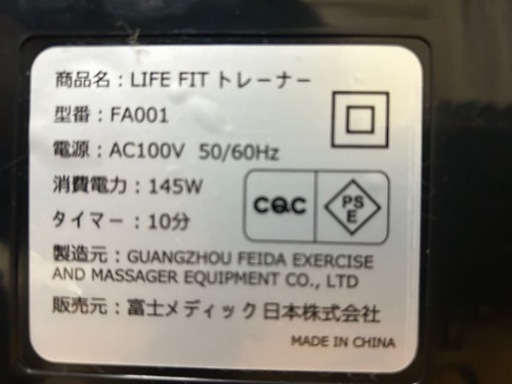 商品名：LIFE FIT トレーナー
型番：FA001
電源：AC100V 50/60Hz
消費電力：145W
タイマー：10分
CQC
PS
E
製造元：GUANGZHOU FEIDA EXERCISE
AND MASSAGER EQUIPMENT CO., LTD
販売元：富士メディック日本株式会社
MADE IN CHINA